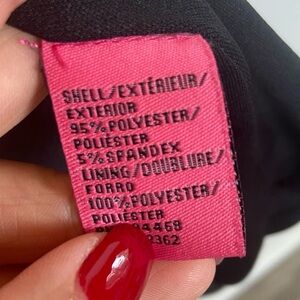 SHELL/EXTÉRIEUR/
EXTERIOR
95% POLYESTER/
POLIÉSTER
5% SPANDEX
LINING/DOUBLURE/
FORRO
100% POLYESTER/
POLIÉSTER